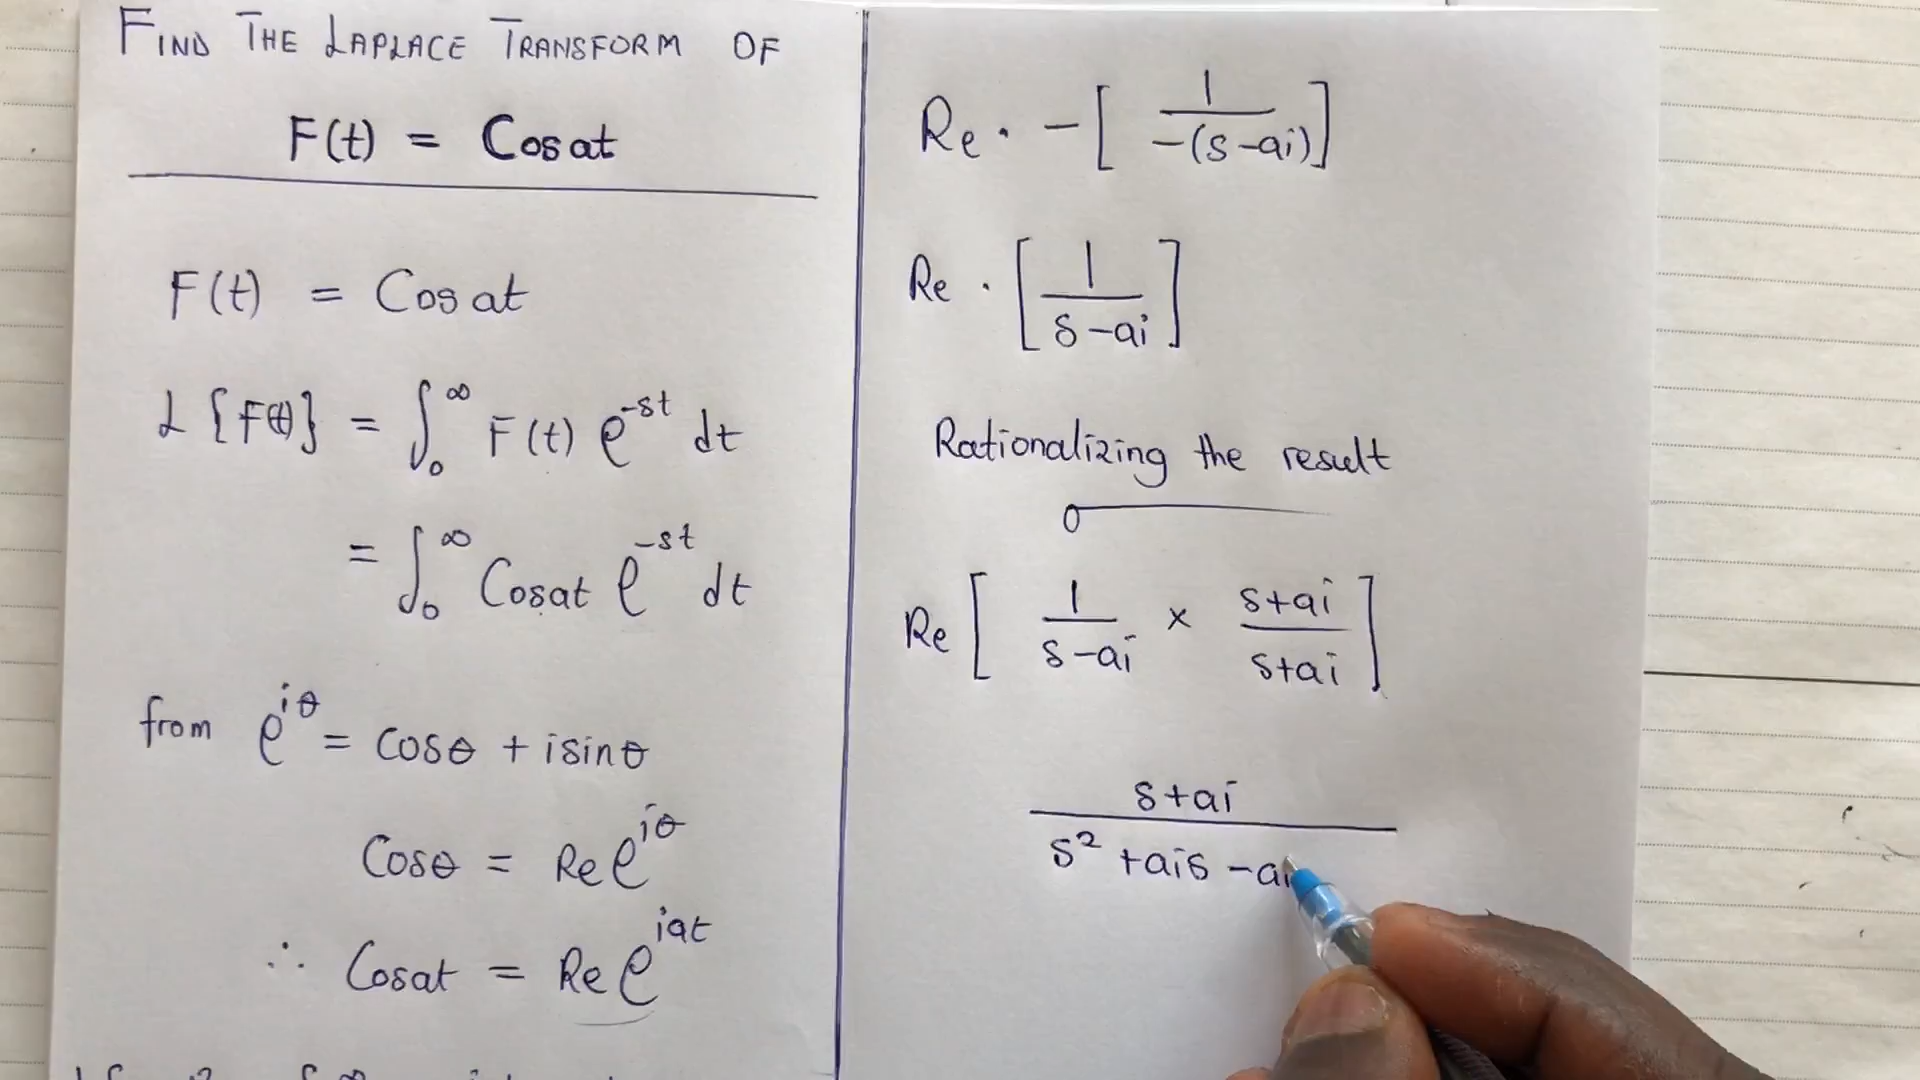 FIND THE LAPLACE TRANSFORM OF
F(t) = Cosat
F(t) = Cos at
L{F(t)} = ∫₀^∞ F(t) e^-st dt
= ∫₀^∞ Cosat e^-st dt
from e^iθ = cosθ + isinθ
Cosθ = Re e^iθ
∴ Cosat = Re e^iat
Re · -[1/-(s-ai)]
Re · [1/s-ai]
Rationalizing the result
Re [1/s-ai × s+ai/s+ai]
s+ai
s² +ais -ai